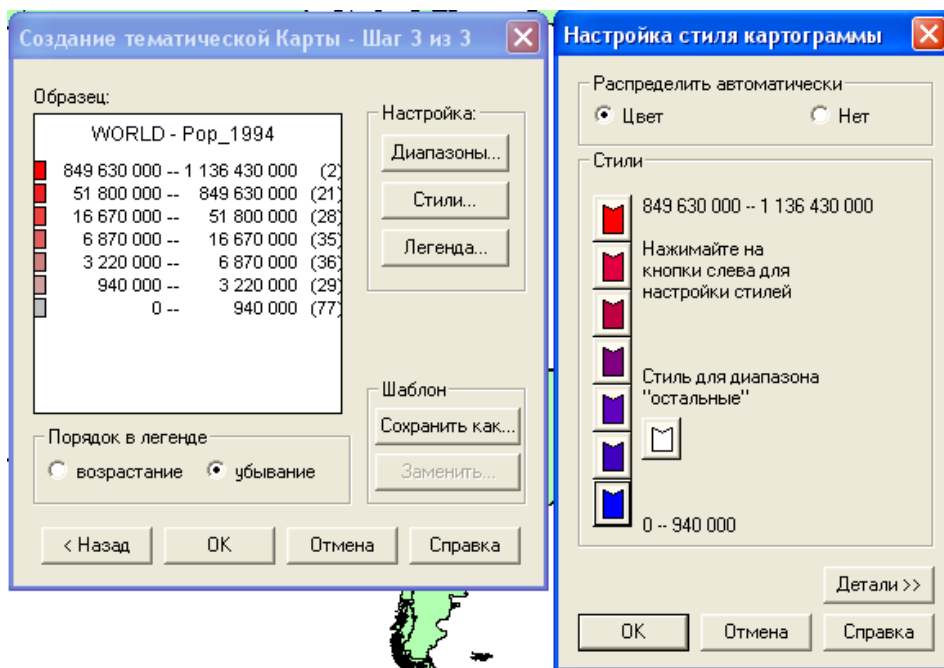 Создание тематической Карты - Шаг 3 из 3
Образец:
WORLD - Pop_1994
849 630 000 -- 1 136 430 000 (2)
51 800 000 -- 849 630 000 (21)
16 670 000 -- 51 800 000 (28)
6 870 000 -- 16 670 000 (35)
3 220 000 -- 6 870 000 (36)
940 000 -- 3 220 000 (29)
0 -- 940 000 (77)
Порядок в легенде
возрастание убывание
Настройка:
Диапазоны...
Стили...
Легенда...
Шаблон
Сохранить как...
Заменить...
< Назад OK Отмена Справка
Настройка стиля картограммы
Распределить автоматически
Цвет Нет
Стили
849 630 000 -- 1 136 430 000
Нажимайте на
кнопки слева для
настройки стилей
Стиль для диапазона
"остальные"
0 -- 940 000
Детали >>
OK Отмена Справка